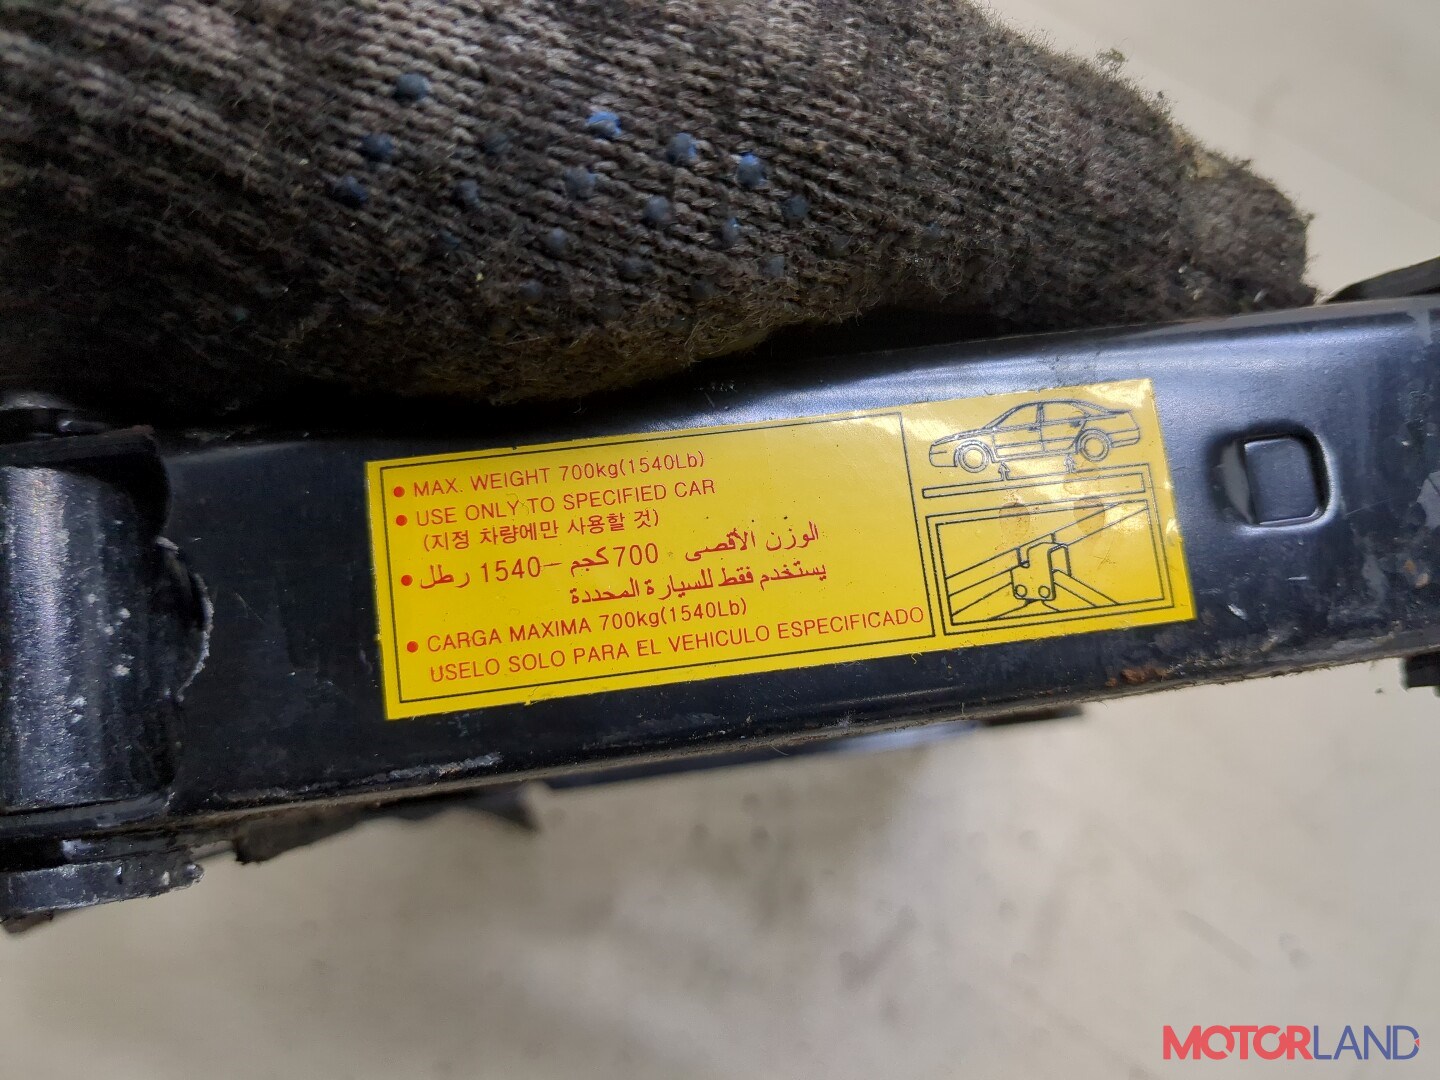 • MAX. WEIGHT 700kg(1540Lb)
• USE ONLY TO SPECIFIED CAR
(지정 차량에만 사용할 것)
• الوزن الأقصى 700 كجم – 1540 رطل
يستخدم فقط للسيارة المحددة
• CARGA MAXIMA 700kg(1540Lb)
USELO SOLO PARA EL VEHICULO ESPECIFICADO
MOTORLAND